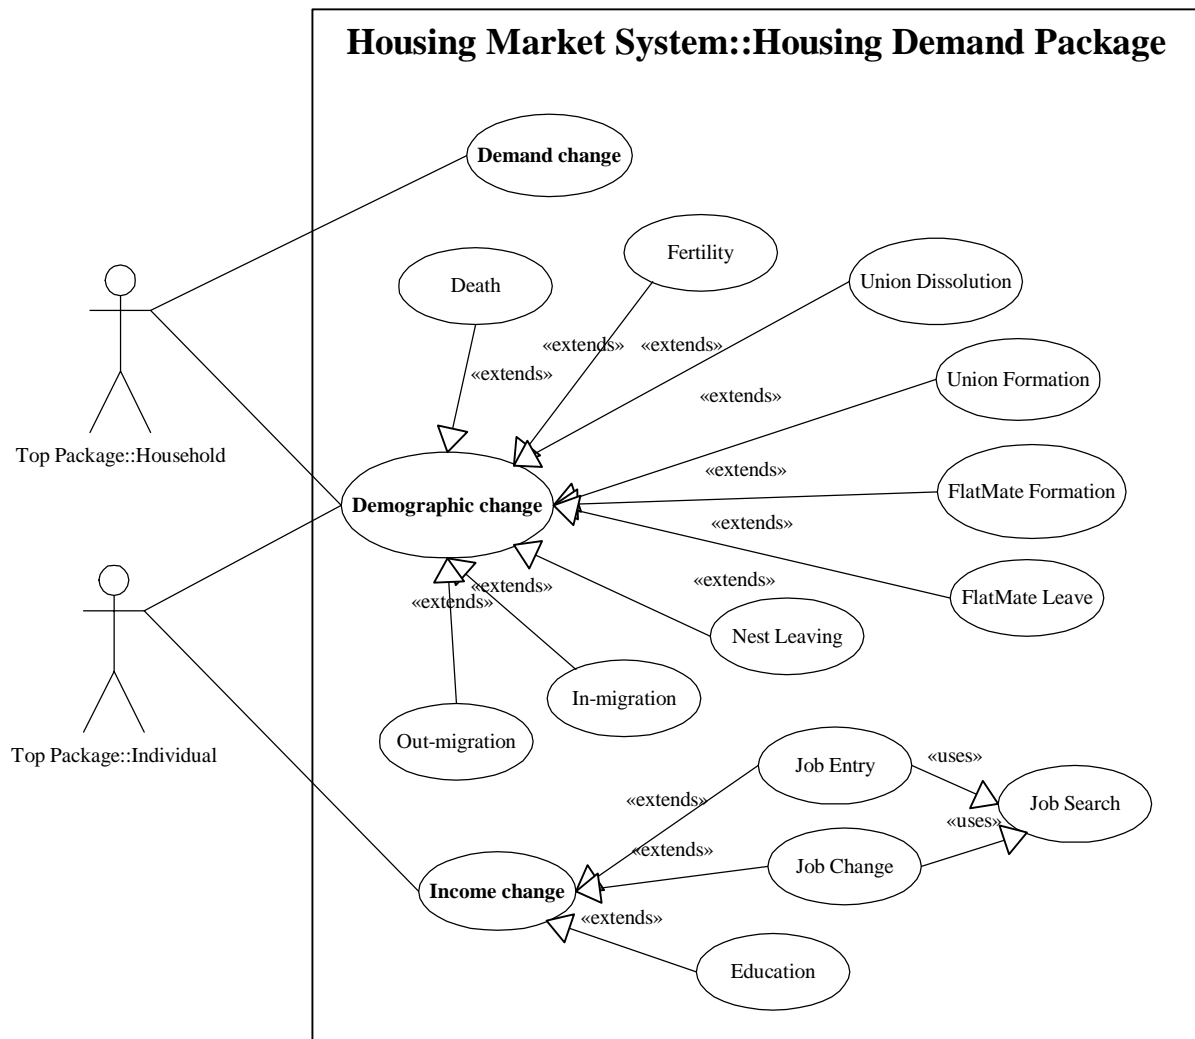 Housing Market System::Housing Demand Package
Demand change
Fertility
Union Dissolution
Death
«extends»
«extends»
«extends»
Union Formation
«extends»
Top Package::Household
«extends»
FlatMate Formation
Demographic change
«extends»
«extends»
«extends»
«extends»
FlatMate Leave
Nest Leaving
In-migration
Out-migration
Top Package::Individual
Job Entry
«uses»
Job Search
«extends»
«uses»
«extends»
Job Change
Income change
«extends»
Education